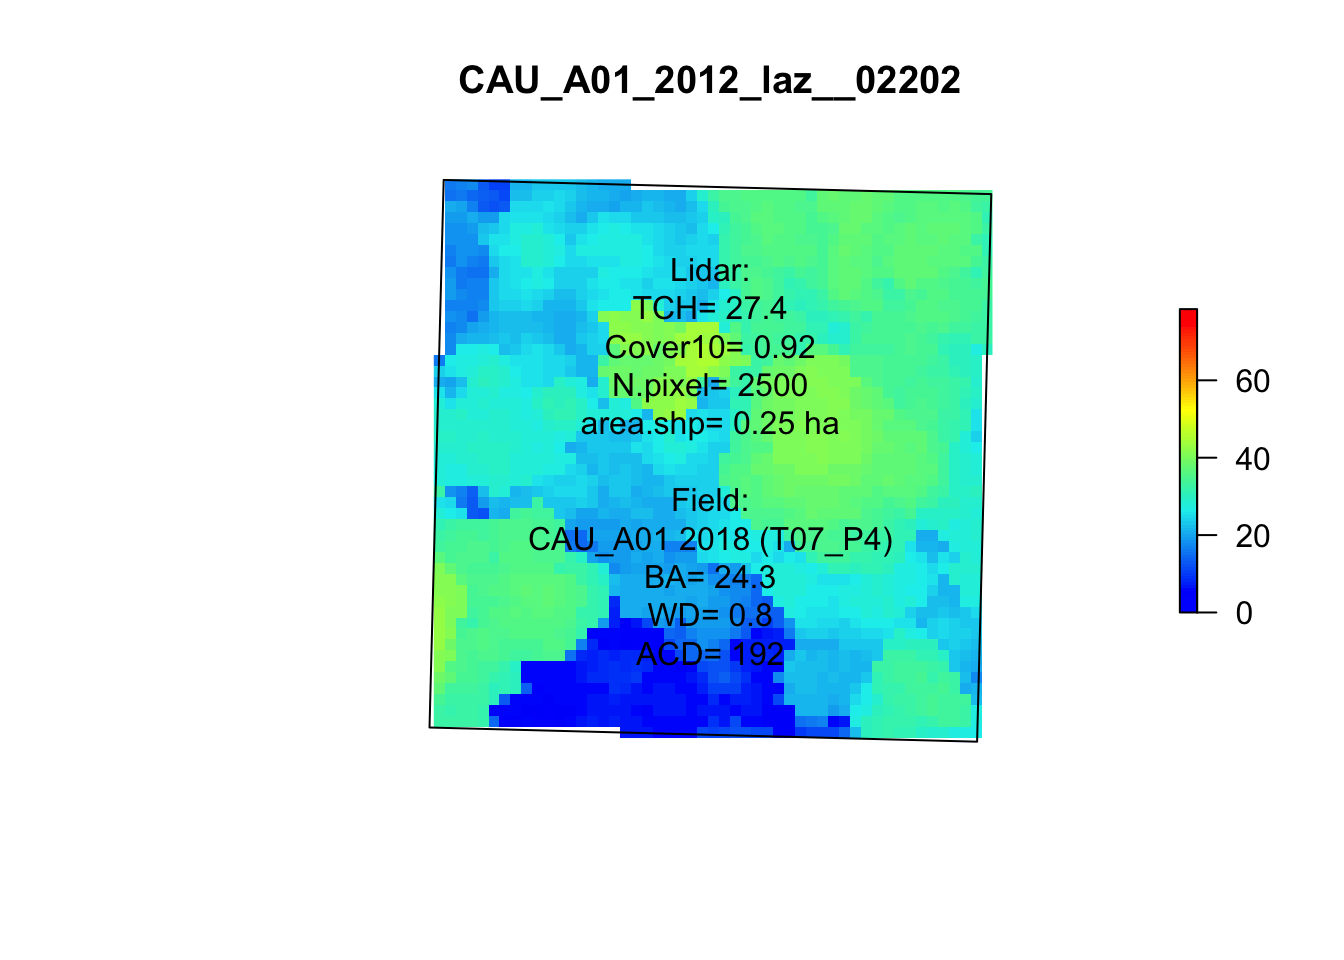 CAU_A01_2012_laz__02202
Lidar:
TCH= 27.4
Cover10= 0.92
N.pixel= 2500
area.shp= 0.25 ha
Field:
CAU_A01 2018 (T07_P4)
BA= 24.3
WD= 0.8
ACD= 192
60
40
20
0